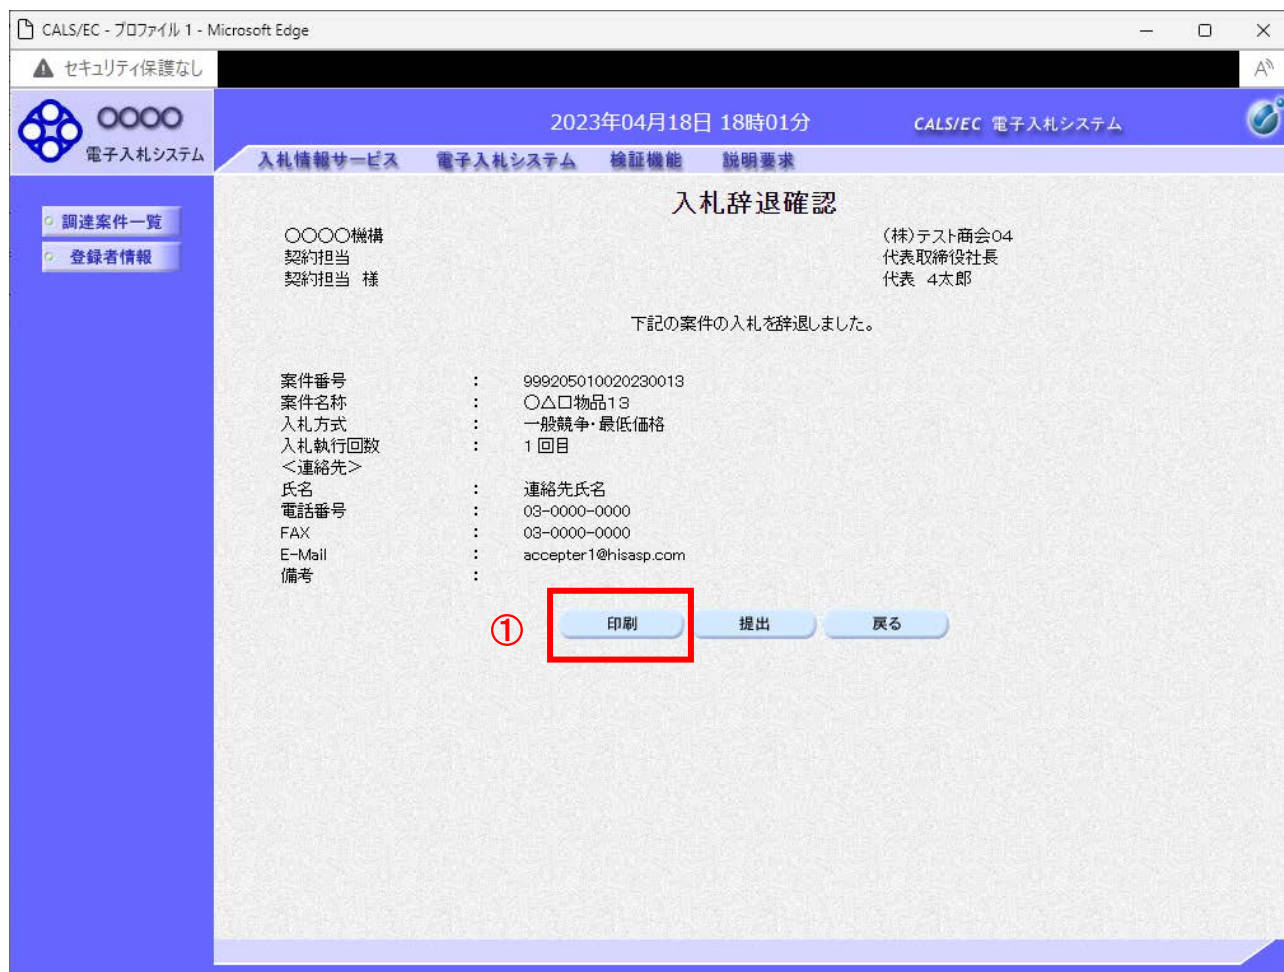 CALS/EC - プロファイル 1 - Microsoft Edge
セキュリティ保護なし
○○○○
電子入札システム
2023年04月18日 18時01分
CALS/EC 電子入札システム
入札情報サービス 電子入札システム 検証機能 説明要求
調達案件一覧
登録者情報
入札辞退確認
○○○○機構
契約担当
契約担当 様
(株)テスト商会04
代表取締役社長
代表 4太郎
下記の案件の入札を辞退しました。
案件番号 : 999205010020230013
案件名称 : ○△□物品13
入札方式 : 一般競争・最低価格
入札執行回数 : 1回目
<連絡先>
氏名 : 連絡先氏名
電話番号 : 03-0000-0000
FAX : 03-0000-0000
E-Mail : accepter1@hisasp.com
備考 :
① 印刷 提出 戻る